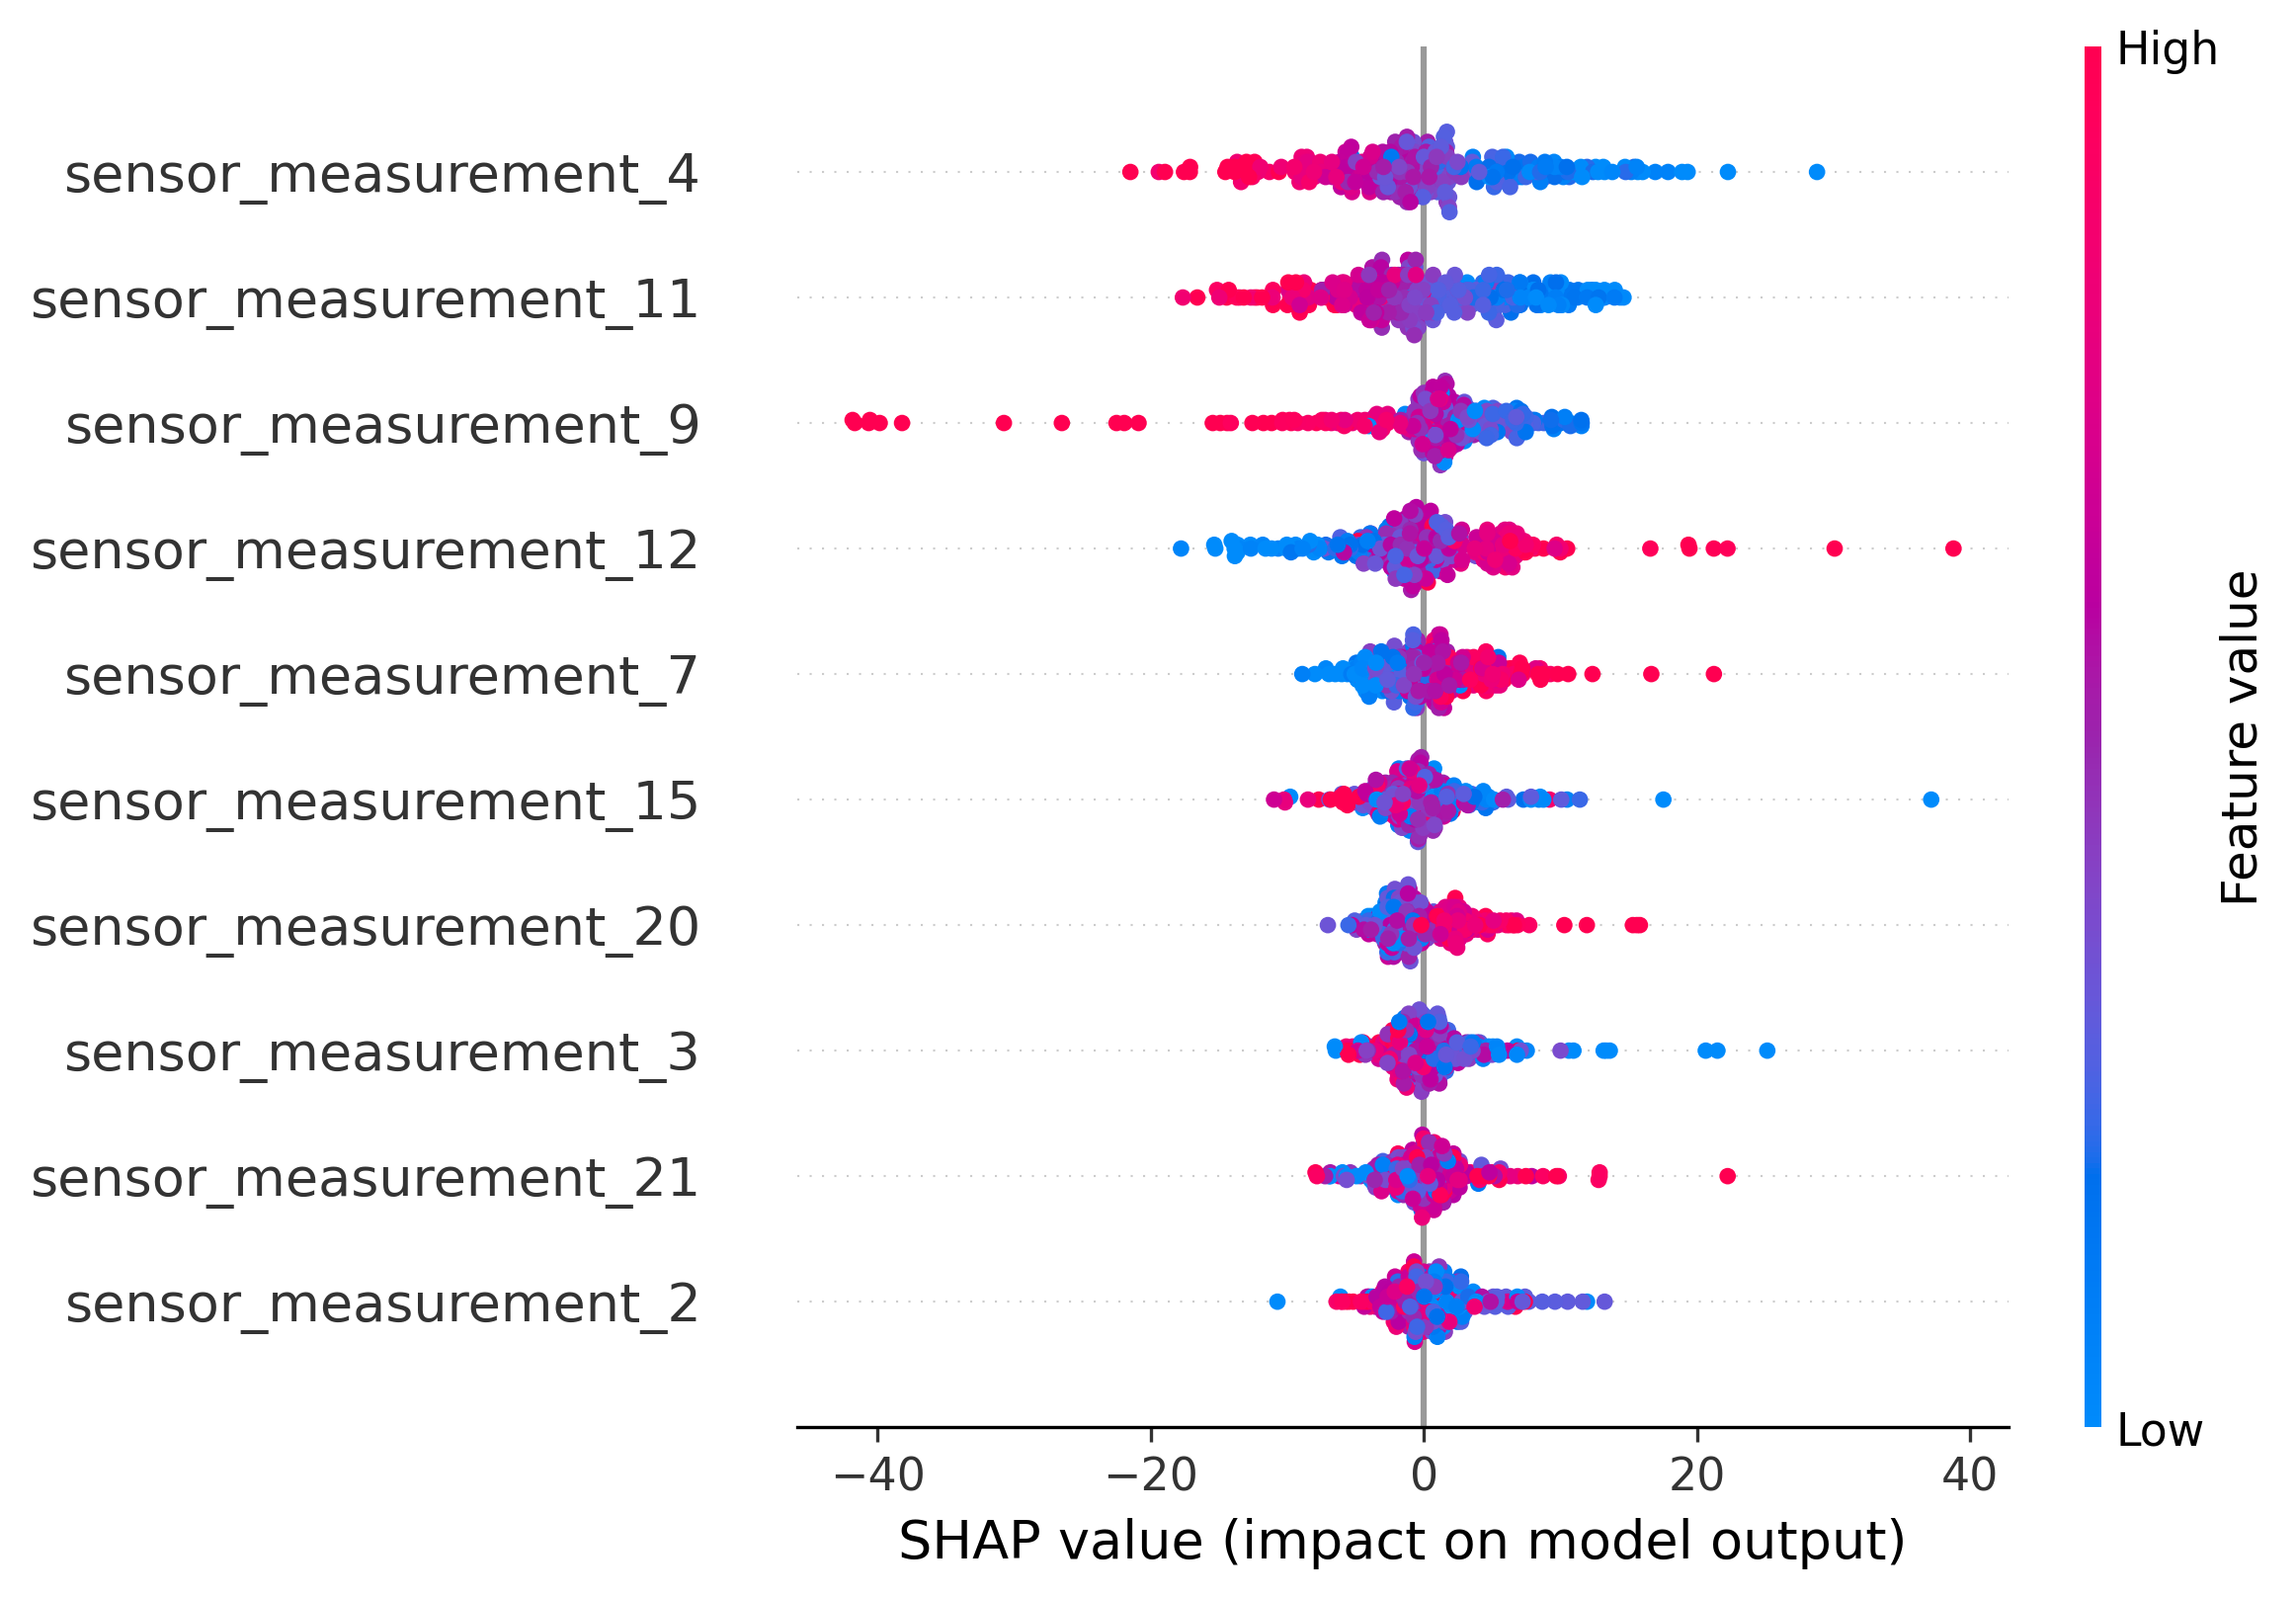 High
sensor_measurement_4
sensor_measurement_11
sensor_measurement_9
sensor_measurement_12
sensor_measurement_7
sensor_measurement_15
sensor_measurement_20
sensor_measurement_3
sensor_measurement_21
sensor_measurement_2
Feature value
Low
−40 −20 0 20 40
SHAP value (impact on model output)